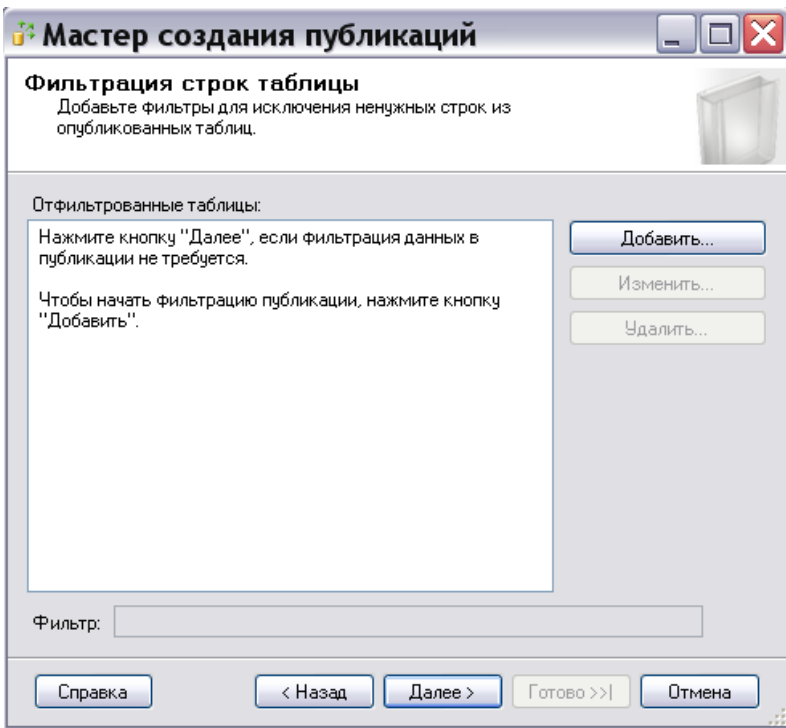 Мастер создания публикаций
Фильтрация строк таблицы
Добавьте фильтры для исключения ненужных строк из
опубликованных таблиц.
Отфильтрованные таблицы:
Нажмите кнопку "Далее", если фильтрация данных в
публикации не требуется.
Чтобы начать фильтрацию публикации, нажмите кнопку
"Добавить".
Добавить...
Изменить...
Удалить...
Фильтр:
Справка
< Назад
Далее >
Готово >>|
Отмена